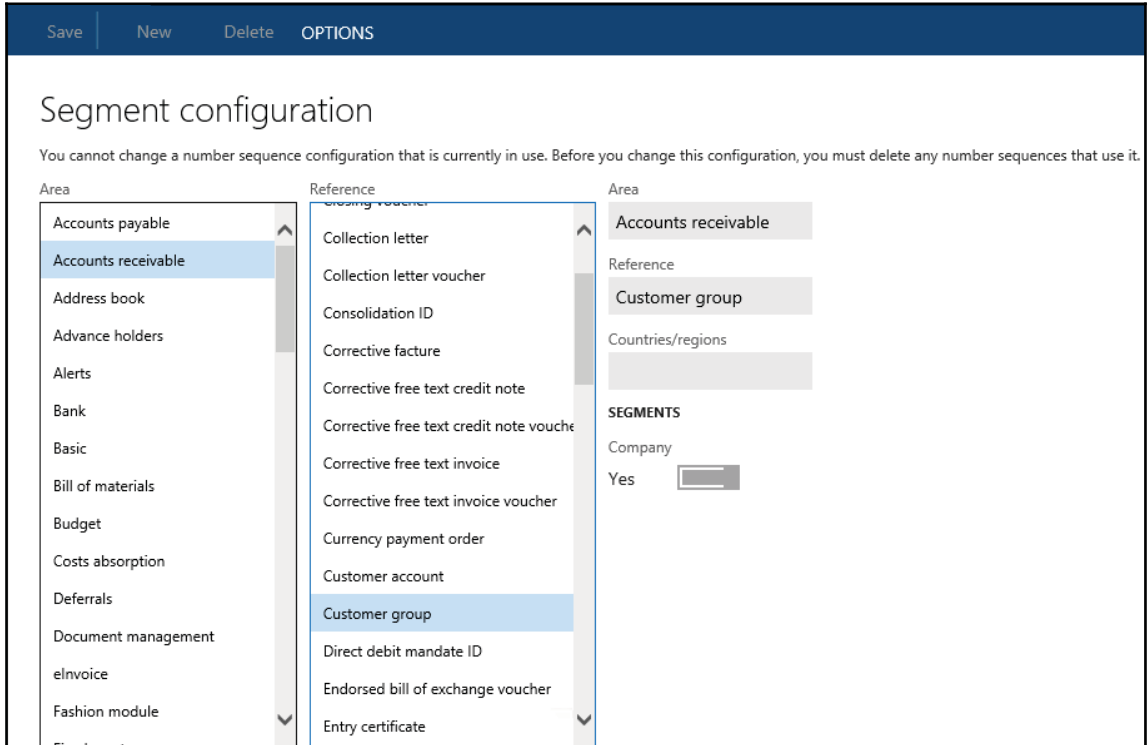 Save New Delete OPTIONS
Segment configuration
You cannot change a number sequence configuration that is currently in use. Before you change this configuration, you must delete any number sequences that use it.
Area
Accounts payable
Accounts receivable
Address book
Advance holders
Alerts
Bank
Basic
Bill of materials
Budget
Costs absorption
Deferrals
Document management
eInvoice
Fashion module
Reference
Closing voucher
Collection letter
Collection letter voucher
Consolidation ID
Corrective facture
Corrective free text credit note
Corrective free text credit note vouche
Corrective free text invoice
Corrective free text invoice voucher
Currency payment order
Customer account
Customer group
Direct debit mandate ID
Endorsed bill of exchange voucher
Entry certificate
Area
Accounts receivable
Reference
Customer group
Countries/regions
SEGMENTS
Company
Yes